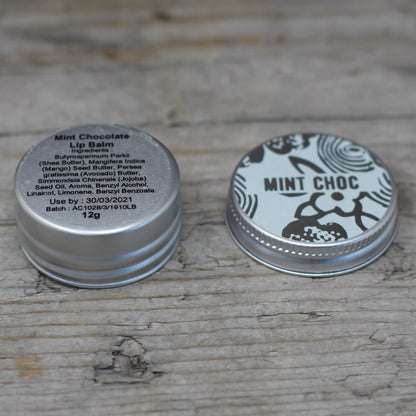 Mint Chocolate
Lip Balm
Ingredients :
Butyrospermum Parkii
(Shea Butter), Mangifera Indica
(Mango) Seed Butter, Persea
gratissima (Avocado) Butter,
Simmondsia Chinensis (Jojoba)
Seed Oil, Aroma, Benzyl Alcohol,
Linalool, Limonene, Benzyl Benzoate.
Use by : 30/03/2021
Batch : AC1028/3/1910LB
12g
MINT CHOC